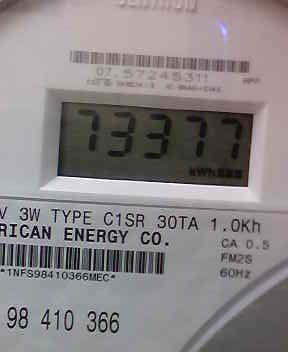 07.57245311
73377
kWh
V 3W TYPE C1SR 30TA 1.0Kh
RICAN ENERGY CO.
CA 0.5
FM2S
60Hz
*1NFS98410366MEC*
98 410 366